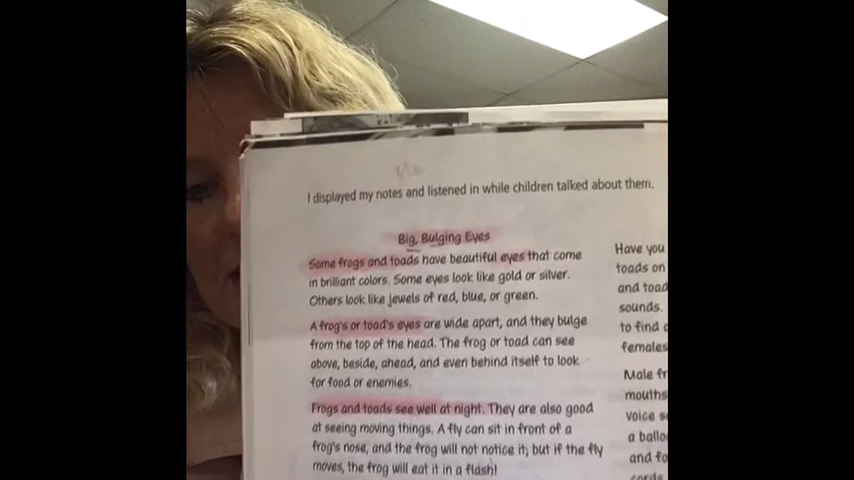 I displayed my notes and listened in while children talked about them.
Big, Bulging Eyes
Some frogs and toads have beautiful eyes that come
in brilliant colors. Some eyes look like gold or silver.
Others look like jewels of red, blue, or green.
A frog's or toad's eyes are wide apart, and they bulge
from the top of the head. The frog or toad can see
above, beside, ahead, and even behind itself to look
for food or enemies.
Frogs and toads see well at night. They are also good
at seeing moving things. A fly can sit in front of a
frog's nose, and the frog will not notice it; but if the fly
moves, the frog will eat it in a flash!
Have you
toads on
and toad
sounds.
to find
females
Male
mouths
voice
a
and
cords